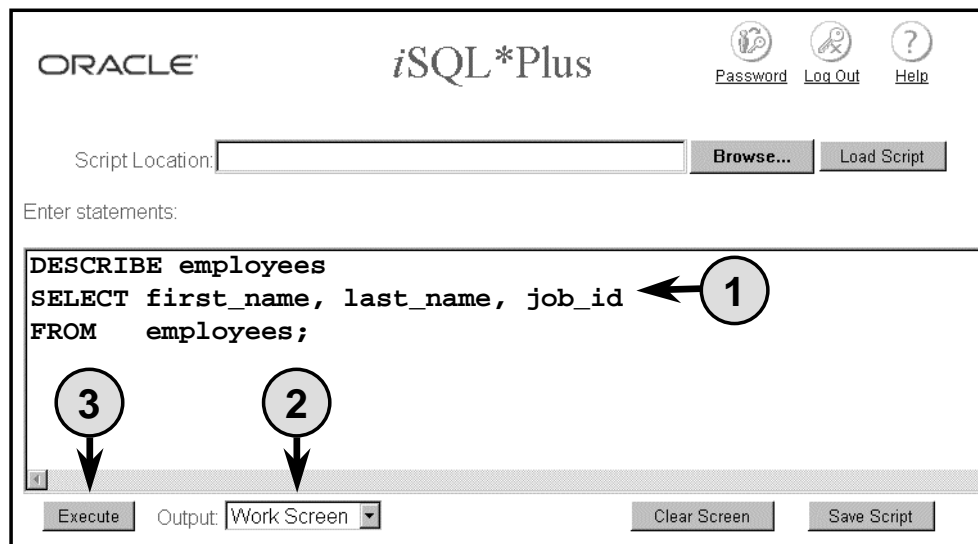 ORACLE
iSQL*Plus
Password Log Out Help
Script Location: Browse... Load Script
Enter statements:
DESCRIBE employees
SELECT first_name, last_name, job_id
FROM employees;
1
3
2
Execute Output: Work Screen Clear Screen Save Script